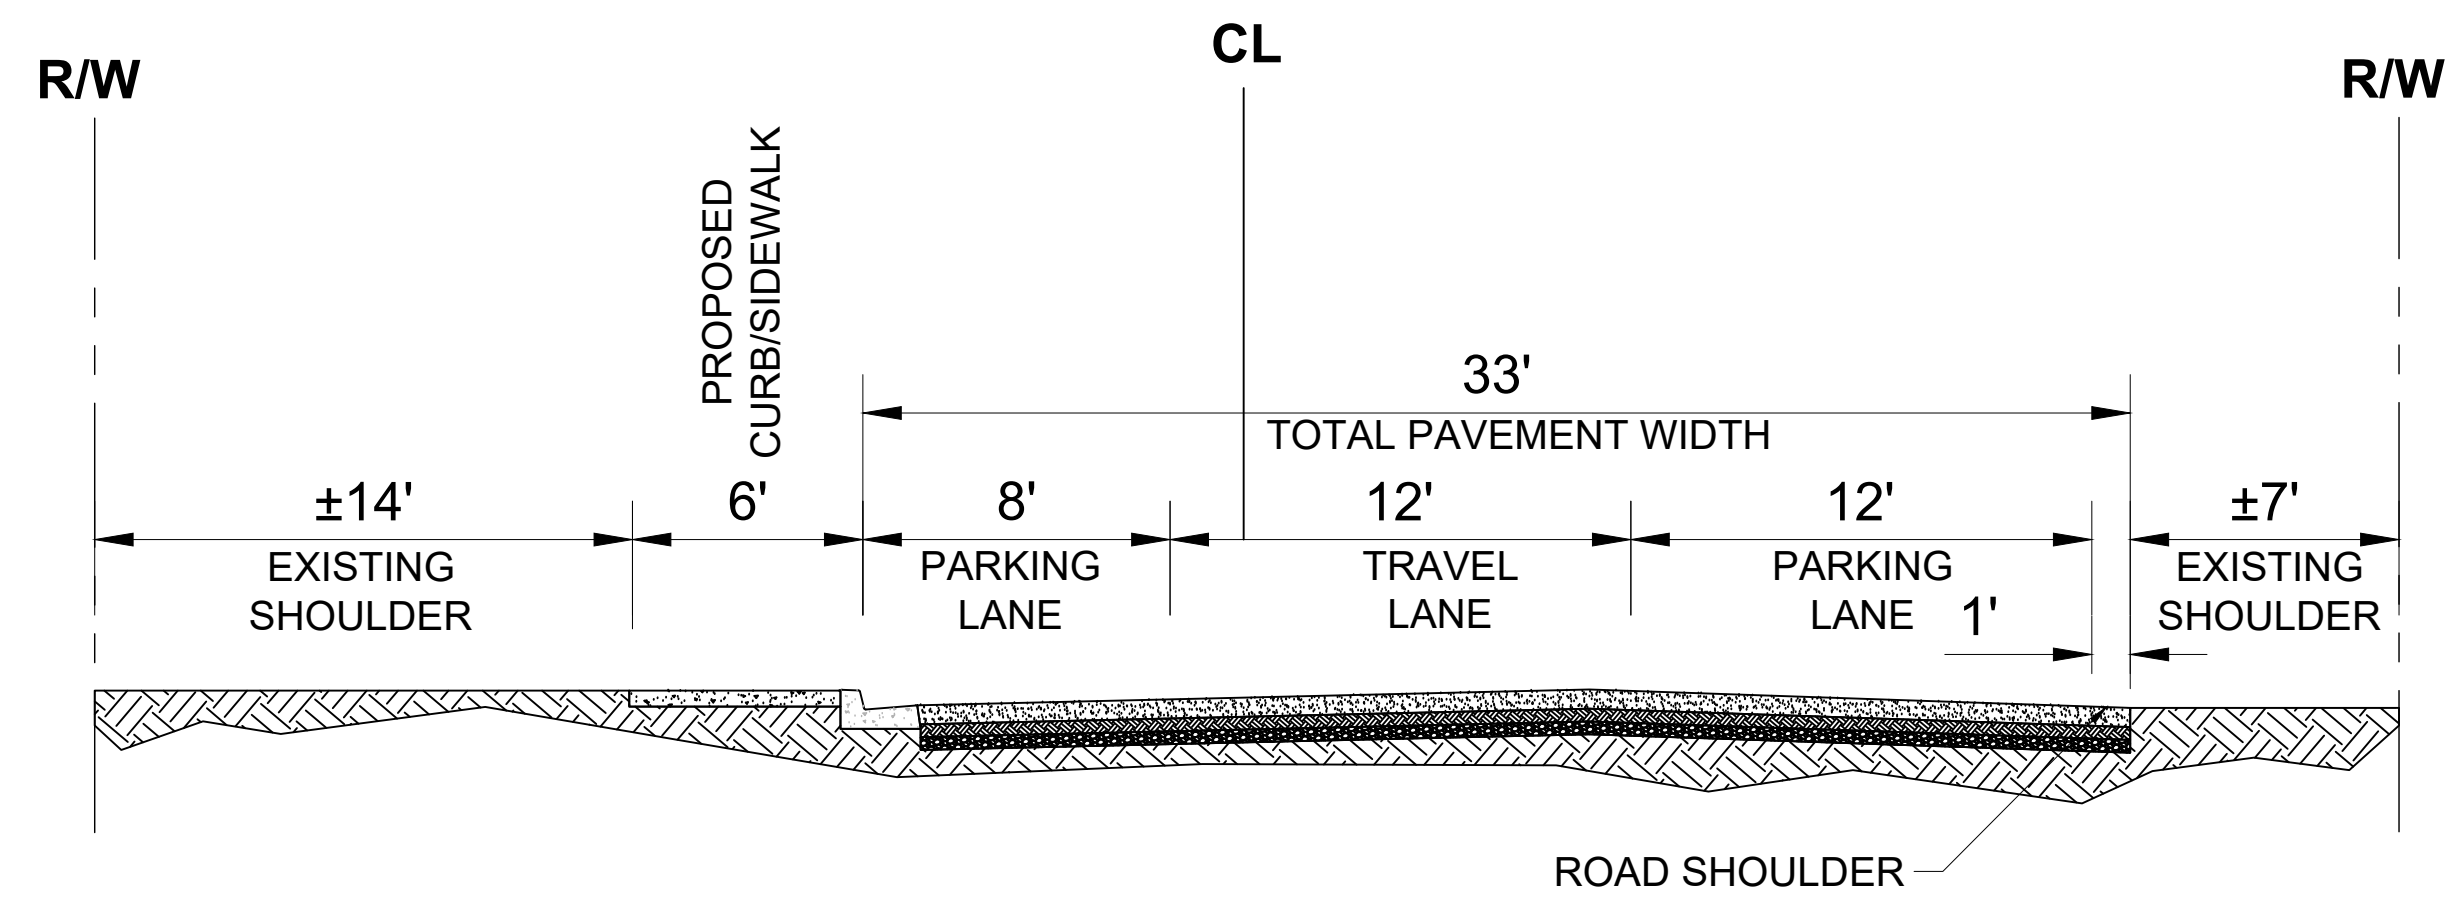 CL
R/W
R/W
PROPOSED
CURB/SIDEWALK
33'
TOTAL PAVEMENT WIDTH
±14'
6'
8'
12'
12'
±7'
EXISTING
SHOULDER
PARKING
LANE
TRAVEL
LANE
PARKING
LANE
1'
EXISTING
SHOULDER
ROAD SHOULDER